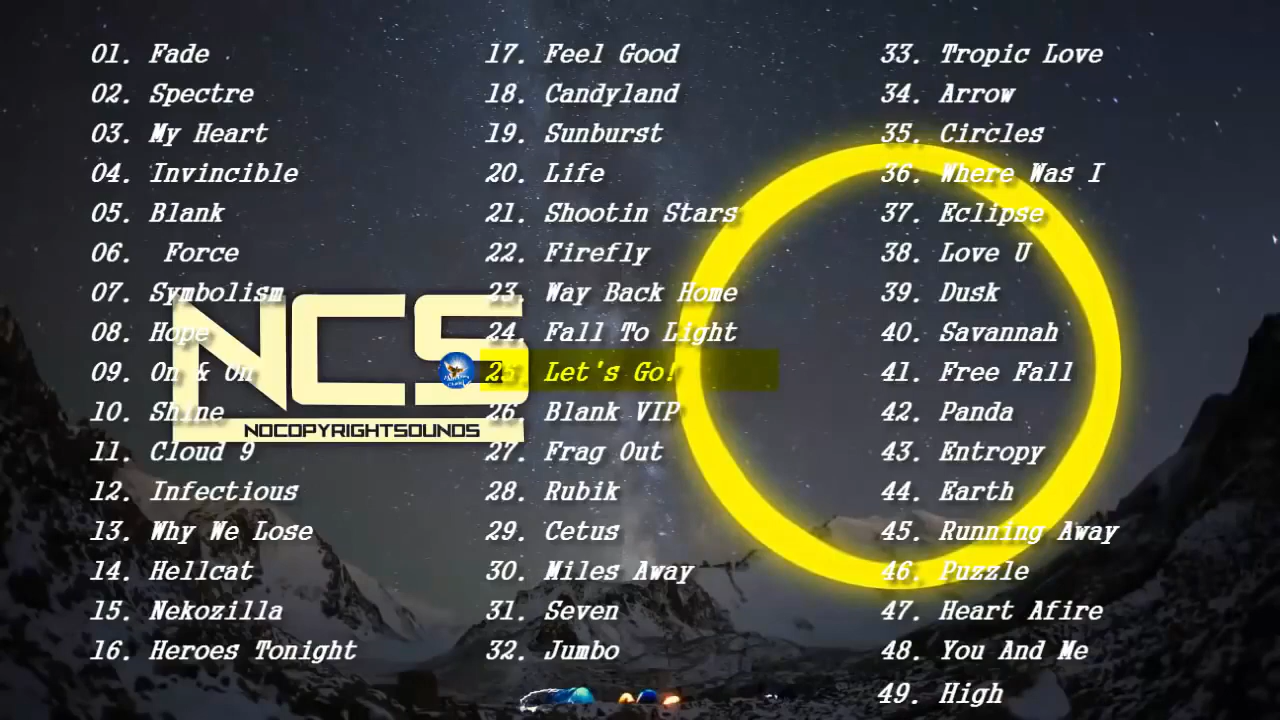 01. Fade
02. Spectre
03. My Heart
04. Invincible
05. Blank
06. Force
07. Symbolism
08. Hope
09. On & On
10. Shine
11. Cloud 9
12. Infectious
13. Why We Lose
14. Hellcat
15. Nekozilla
16. Heroes Tonight
NCS
NOCOPYRIGHTSOUNDS
17. Feel Good
18. Candyland
19. Sunburst
20. Life
21. Shootin Stars
22. Firefly
23. Way Back Home
24. Fall To Light
25. Let's Go!
26. Blank VIP
27. Frag Out
28. Rubik
29. Cetus
30. Miles Away
31. Seven
32. Jumbo
33. Tropic Love
34. Arrow
35. Circles
36. Where Was I
37. Eclipse
38. Love U
39. Dusk
40. Savannah
41. Free Fall
42. Panda
43. Entropy
44. Earth
45. Running Away
46. Puzzle
47. Heart Afire
48. You And Me
49. High